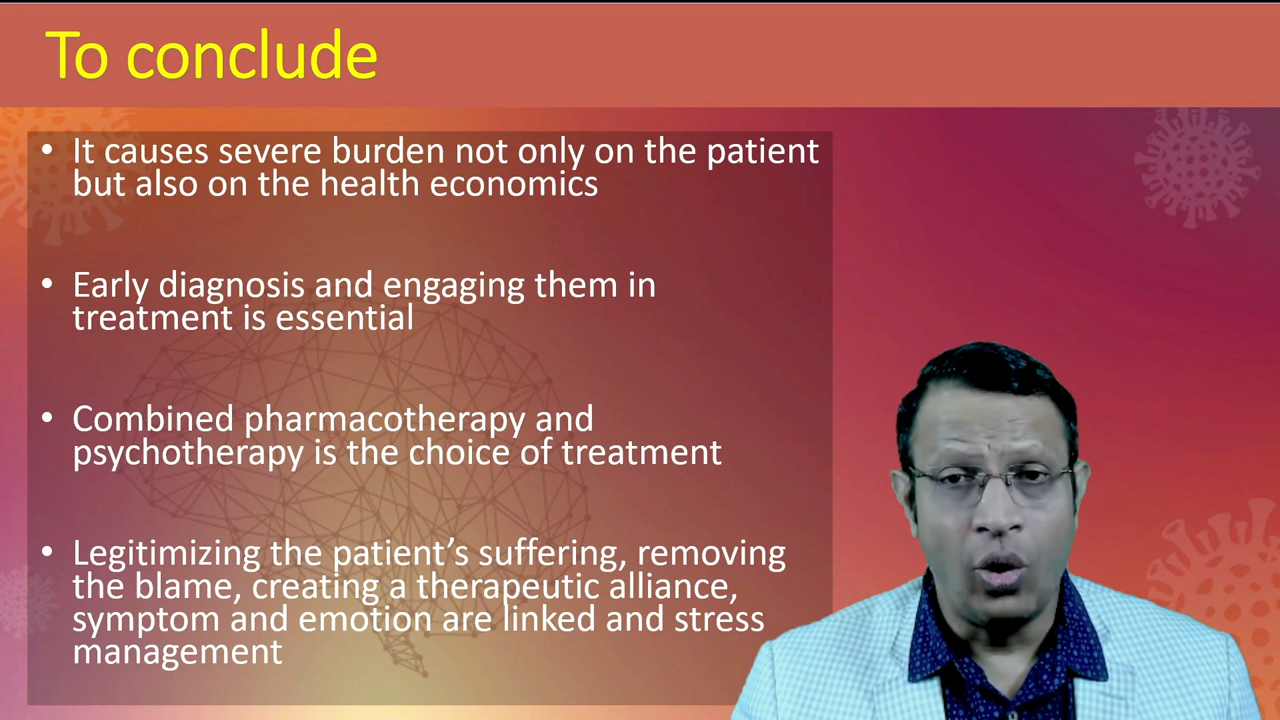 To conclude
• It causes severe burden not only on the patient
but also on the health economics
• Early diagnosis and engaging them in
treatment is essential
• Combined pharmacotherapy and
psychotherapy is the choice of treatment
• Legitimizing the patient’s suffering, removing
the blame, creating a therapeutic alliance,
symptom and emotion are linked and stress
management